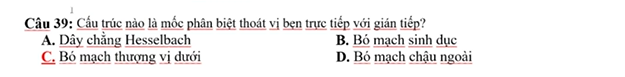 Câu 39: Cấu trúc nào là mốc phân biệt thoát vị bẹn trực tiếp với gián tiếp?
A. Dây chằng Hesselbach B. Bó mạch sinh dục
C. Bó mạch thượng vị dưới D. Bó mạch chậu ngoài